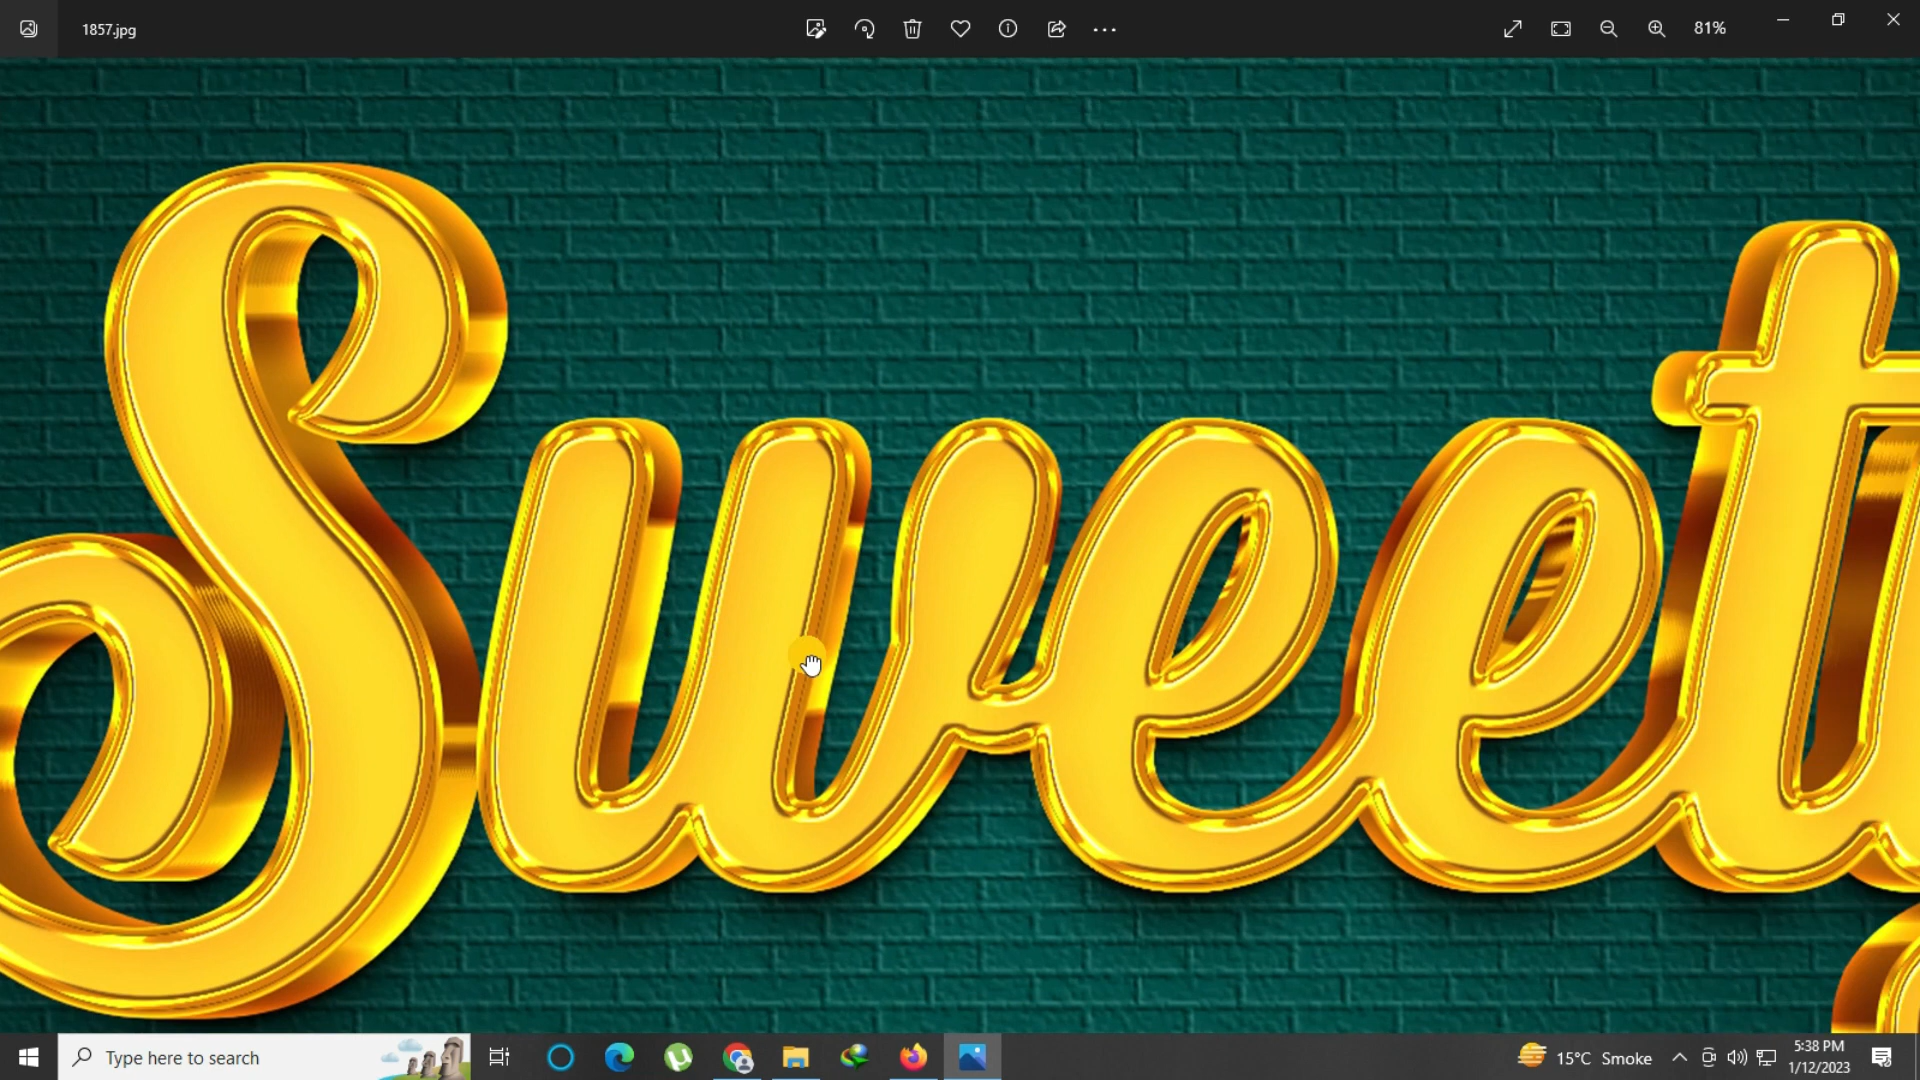 1857.jpg
81%
Sweet
Type here to search
15°C Smoke
5:38 PM
1/12/2023